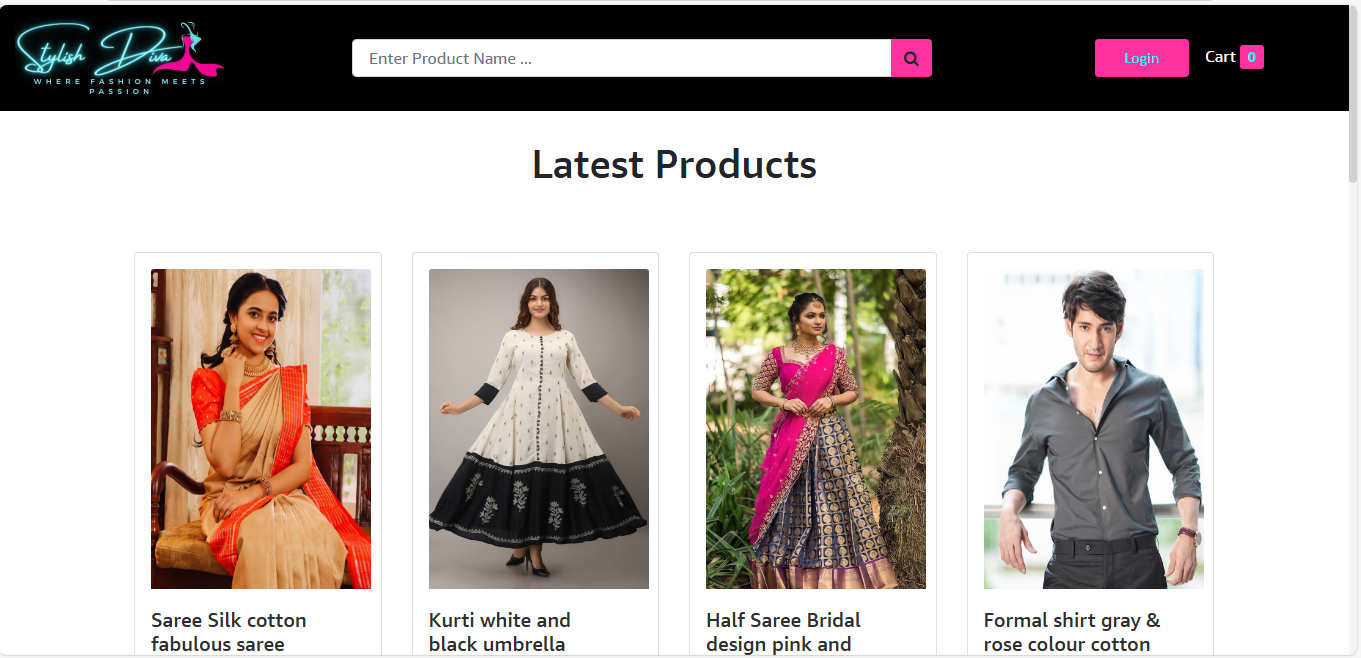 Stylish Diva
WHERE FASHION MEETS
PASSION
Enter Product Name ...
Login
Cart 0
Latest Products
Saree Silk cotton
fabulous saree
Kurti white and
black umbrella
Half Saree Bridal
design pink and
Formal shirt gray &
rose colour cotton